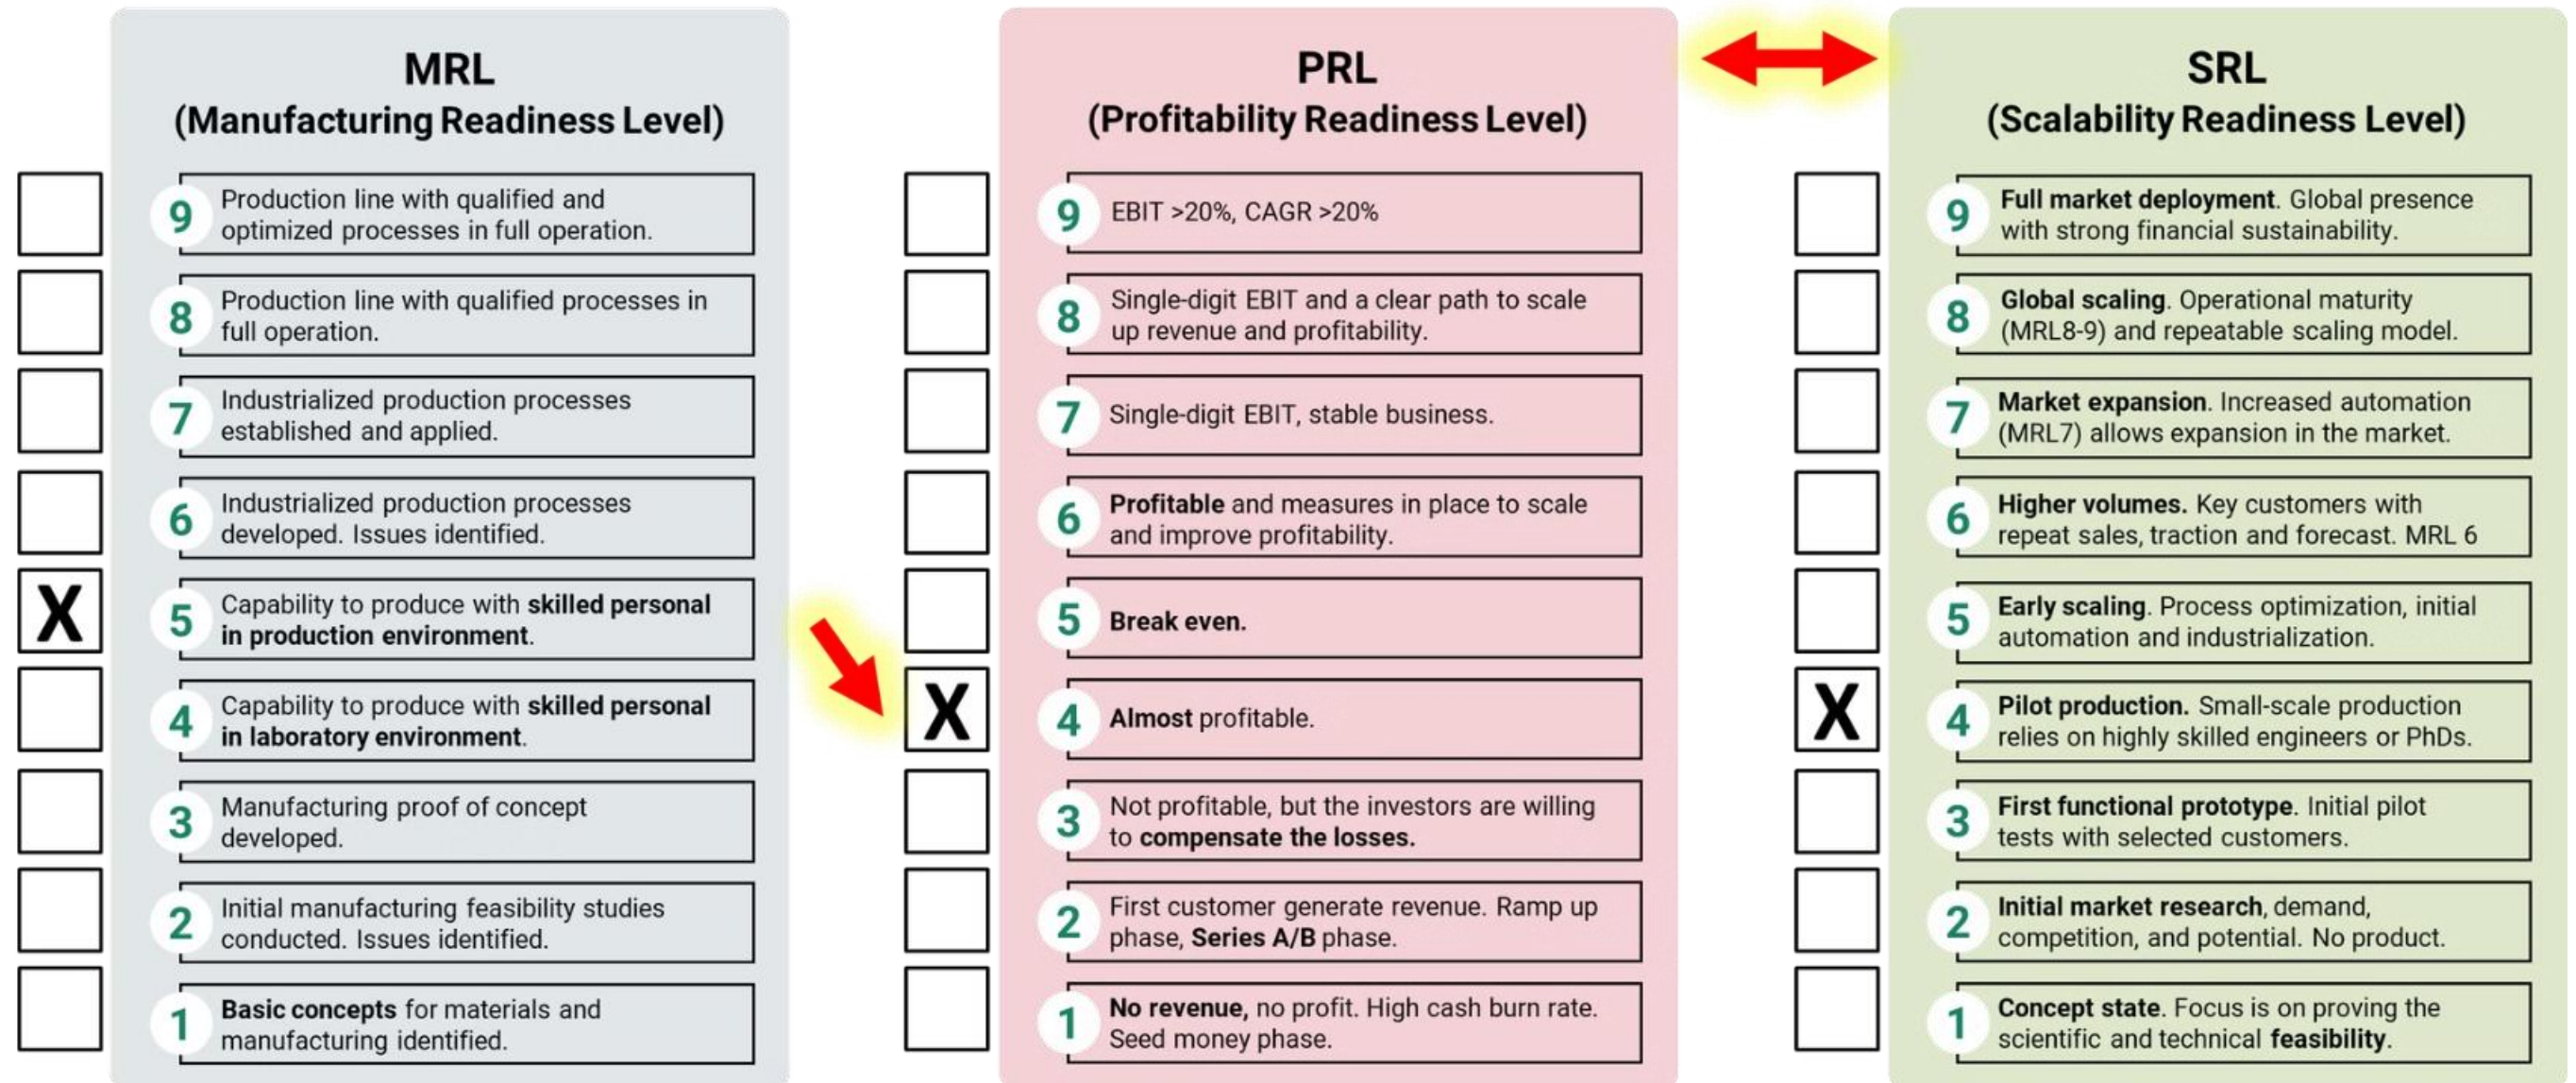 MRL
(Manufacturing Readiness Level)
9
Production line with qualified and
optimized processes in full operation.
8
Production line with qualified processes in
full operation.
7
Industrialized production processes
established and applied.
6
Industrialized production processes
developed. Issues identified.
X
5
Capability to produce with skilled personal
in production environment.
4
Capability to produce with skilled personal
in laboratory environment.
3
Manufacturing proof of concept
developed.
2
Initial manufacturing feasibility studies
conducted. Issues identified.
1
Basic concepts for materials and
manufacturing identified.
PRL
(Profitability Readiness Level)
9
EBIT >20%, CAGR >20%
8
Single-digit EBIT and a clear path to scale
up revenue and profitability.
7
Single-digit EBIT, stable business.
6
Profitable and measures in place to scale
and improve profitability.
5
Break even.
X
4
Almost profitable.
3
Not profitable, but the investors are willing
to compensate the losses.
2
First customer generate revenue. Ramp up
phase, Series A/B phase.
1
No revenue, no profit. High cash burn rate.
Seed money phase.
SRL
(Scalability Readiness Level)
9
Full market deployment. Global presence
with strong financial sustainability.
8
Global scaling. Operational maturity
(MRL8-9) and repeatable scaling model.
7
Market expansion. Increased automation
(MRL7) allows expansion in the market.
6
Higher volumes. Key customers with
repeat sales, traction and forecast. MRL 6
5
Early scaling. Process optimization, initial
automation and industrialization.
X
4
Pilot production. Small-scale production
relies on highly skilled engineers or PhDs.
3
First functional prototype. Initial pilot
tests with selected customers.
2
Initial market research, demand,
competition, and potential. No product.
1
Concept state. Focus is on proving the
scientific and technical feasibility.